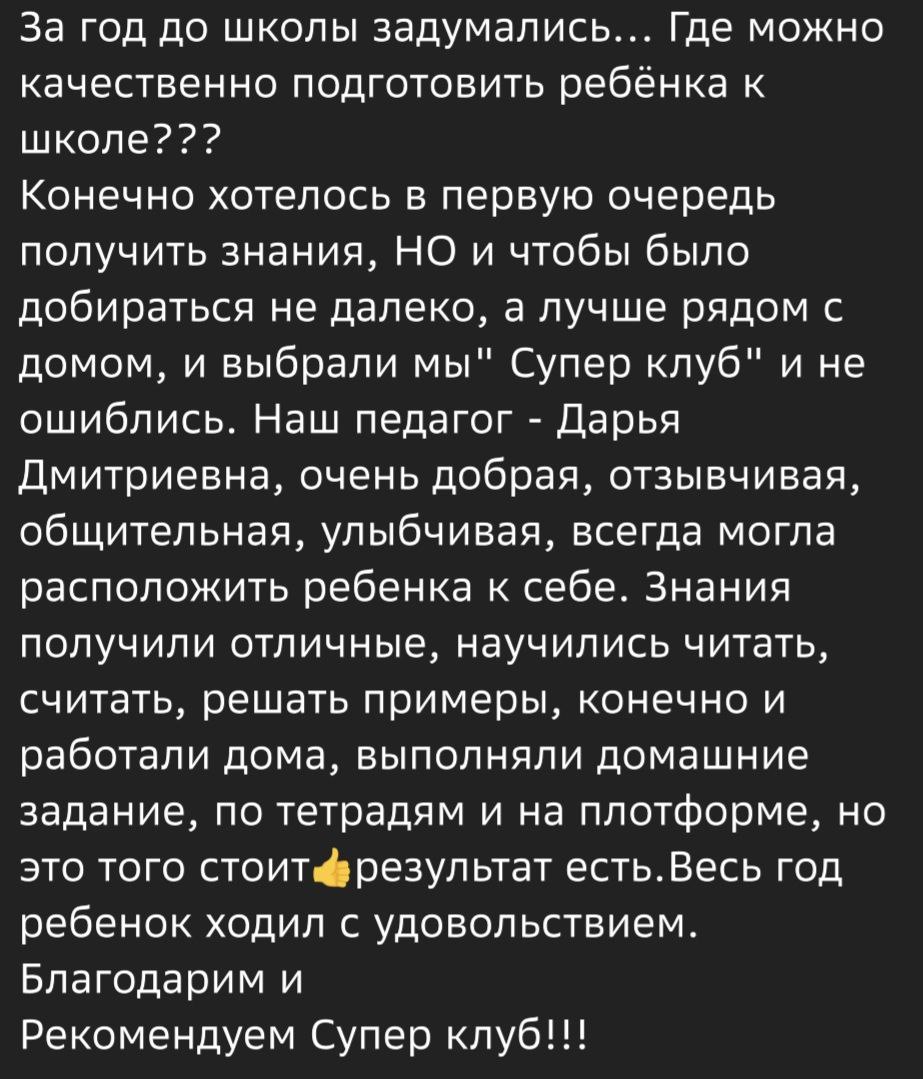 За год до школы задумались... Где можно
качественно подготовить ребёнка к
школе???
Конечно хотелось в первую очередь
получить знания, НО и чтобы было
добираться не далеко, а лучше рядом с
домом, и выбрали мы" Супер клуб" и не
ошиблись. Наш педагог - Дарья
Дмитриевна, очень добрая, отзывчивая,
общительная, улыбчивая, всегда могла
расположить ребенка к себе. Знания
получили отличные, научились читать,
считать, решать примеры, конечно и
работали дома, выполняли домашние
задание, по тетрадям и на плотформе, но
это того стоит👍результат есть.Весь год
ребенок ходил с удовольствием.
Благодарим и
Рекомендуем Супер клуб!!!